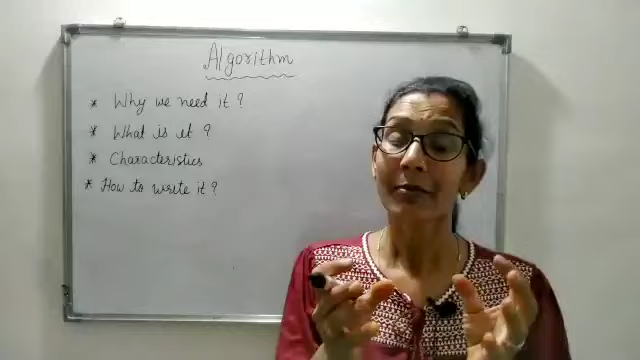 Algorithm
* Why we need it ?
* What is it ?
* Characteristics
* How to write it ?